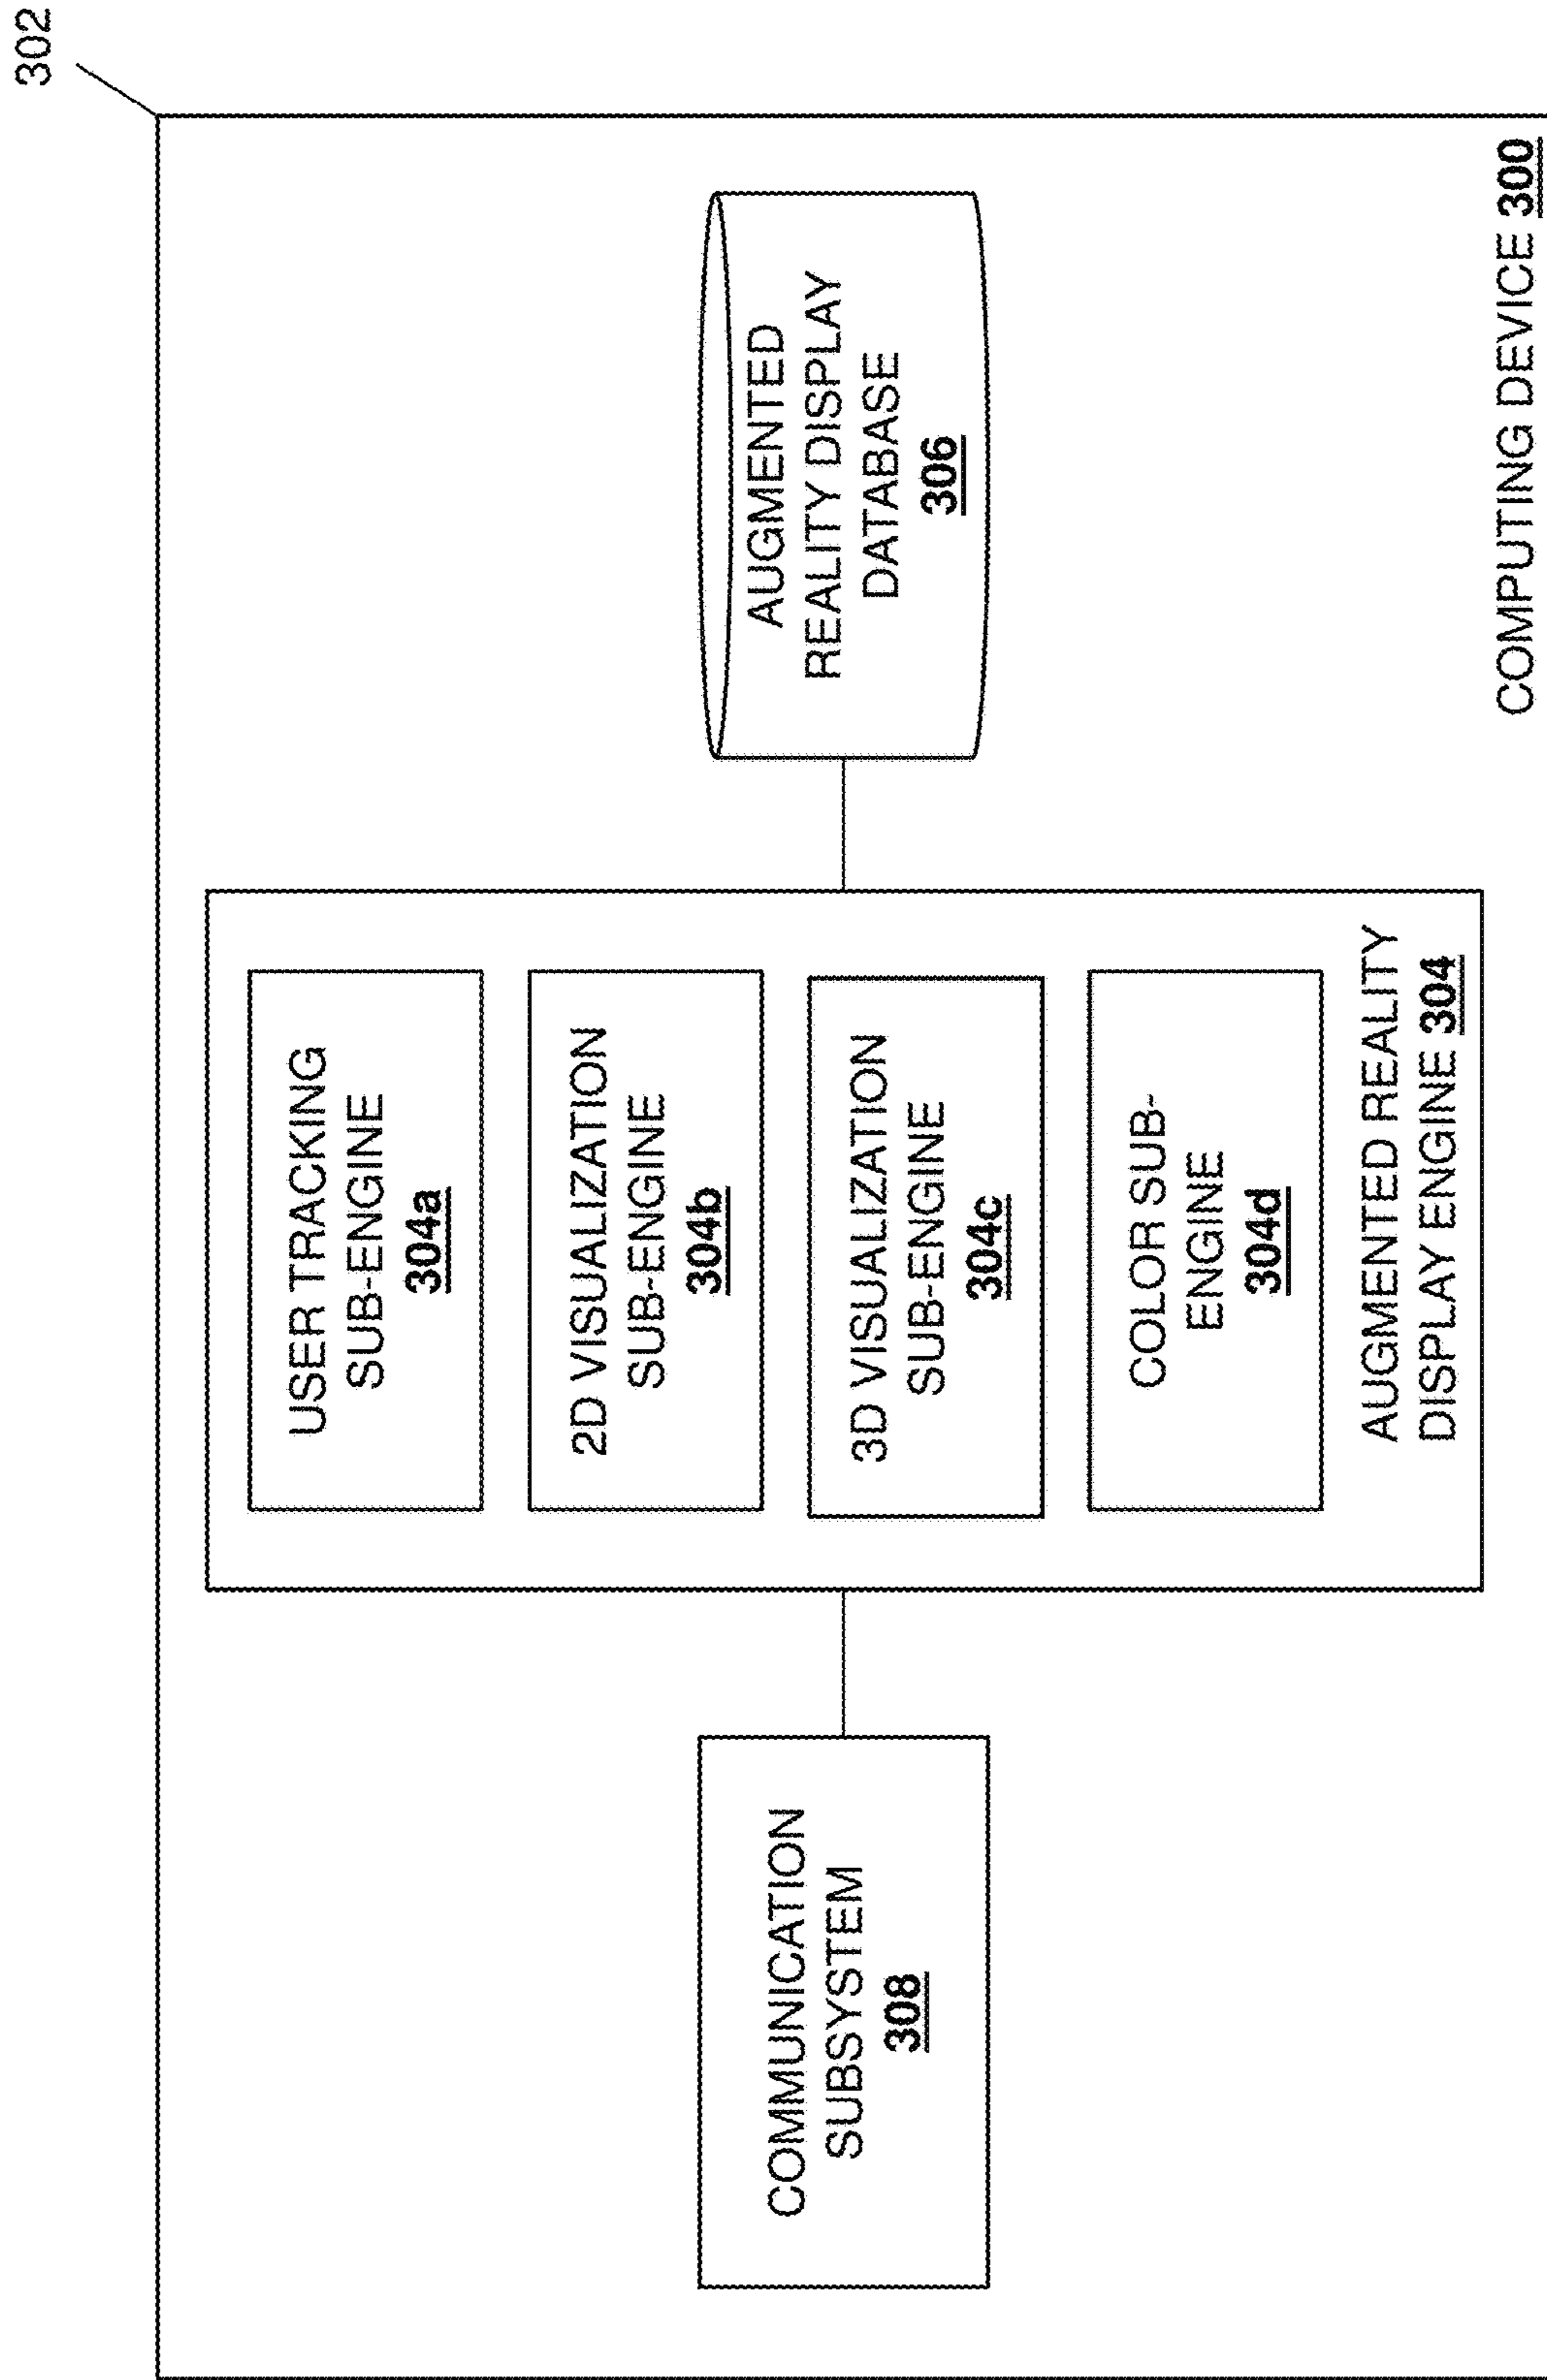 302
COMMUNICATION
SUBSYSTEM
308
USER TRACKING
SUB-ENGINE
304a
2D VISUALIZATION
SUB-ENGINE
304b
3D VISUALIZATION
SUB-ENGINE
304c
COLOR SUB-
ENGINE
304d
AUGMENTED REALITY
DISPLAY ENGINE 304
AUGMENTED
REALITY DISPLAY
DATABASE
306
COMPUTING DEVICE 300